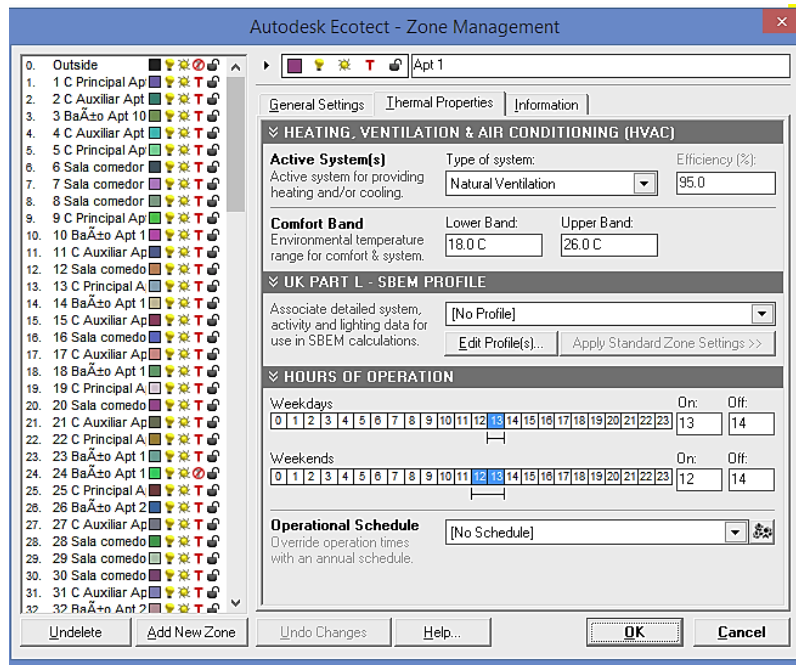 Autodesk Ecotect - Zone Management
0. Outside
1. 1 C Principal Ap
2. 2 C Auxiliar Apt
3. 3 BaÃ±o Apt 10
4. 4 C Auxiliar Apt
5. 5 C Principal Apt
6. 6 Sala comedor
7. 7 Sala comedor
8. 8 Sala comedor
9. 9 C Principal Ap
10. 10 BaÃ±o Apt 1
11. 11 C Auxiliar Ap
12. 12 Sala comedo
13. 13 C Principal A
14. 14 BaÃ±o Apt 1
15. 15 C Auxiliar Ap
16. 16 Sala comedo
17. 17 C Auxiliar Ap
18. 18 BaÃ±o Apt 1
19. 19 C Principal A
20. 20 Sala comedo
21. 21 C Auxiliar Ap
22. 22 C Principal A
23. 23 BaÃ±o Apt 1
24. 24 BaÃ±o Apt 1
25. 25 C Principal A
26. 26 BaÃ±o Apt 2
27. 27 C Auxiliar Ap
28. 28 Sala comedo
29. 29 Sala comedo
30. 30 Sala comedo
31. 31 C Auxiliar Ap
32. 32 BaÃ±o Apt 2
Undelete
Add New Zone
T
Apt 1
General Settings
Thermal Properties
Information
HEATING, VENTILATION & AIR CONDITIONING (HVAC)
Active System(s)
Active system for providing
heating and/or cooling.
Type of system:
Natural Ventilation
Efficiency (%):
95.0
Comfort Band
Environmental temperature
range for comfort & system.
Lower Band:
18.0 C
Upper Band:
26.0 C
UK PART L - SBEM PROFILE
Associate detailed system,
activity and lighting data for
use in SBEM calculations.
[No Profile]
Edit Profile(s)...
Apply Standard Zone Settings >>
HOURS OF OPERATION
Weekdays
0 1 2 3 4 5 6 7 8 9 10 11 12 13 14 15 16 17 18 19 20 21 22 23
On:
13
Off:
14
Weekends
0 1 2 3 4 5 6 7 8 9 10 11 12 13 14 15 16 17 18 19 20 21 22 23
On:
12
Off:
14
Operational Schedule
Override operation times
with an annual schedule.
[No Schedule]
Undo Changes
Help...
OK
Cancel